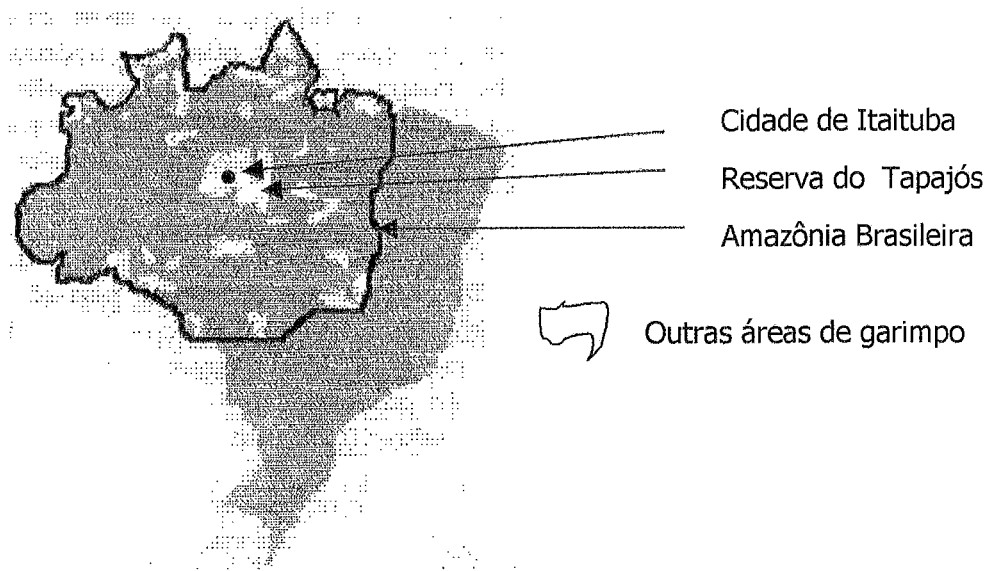 Cidade de Itaituba
Reserva do Tapajós
Amazônia Brasileira
Outras áreas de garimpo